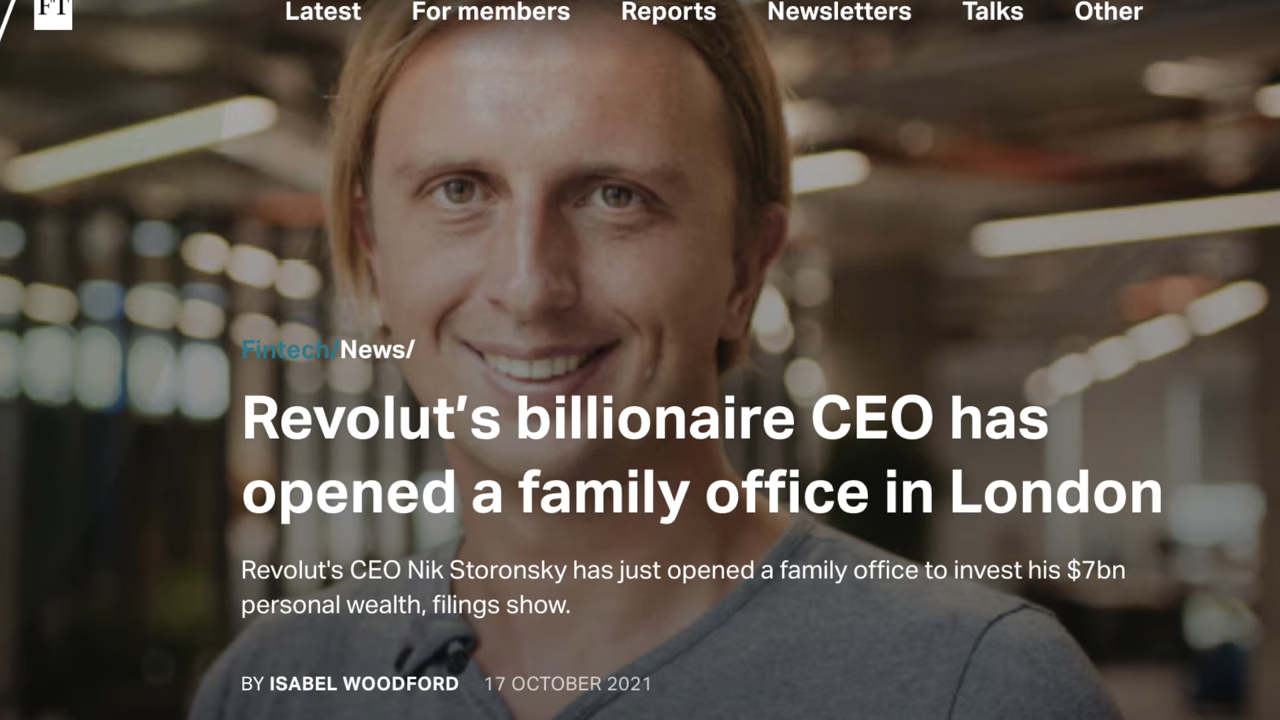 FT
Latest For members Reports Newsletters Talks Other
Fintech/News/
Revolut’s billionaire CEO has
opened a family office in London
Revolut's CEO Nik Storonsky has just opened a family office to invest his $7bn
personal wealth, filings show.
BY ISABEL WOODFORD 17 OCTOBER 2021